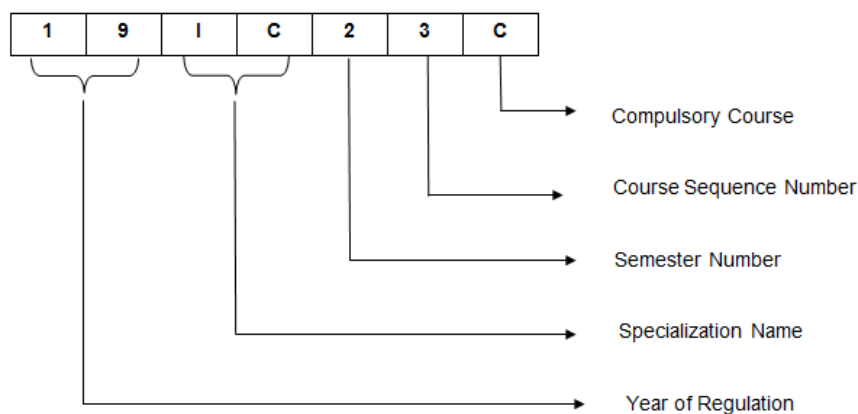 1 9 I C 2 3 C
Compulsory Course
Course Sequence Number
Semester Number
Specialization Name
Year of Regulation